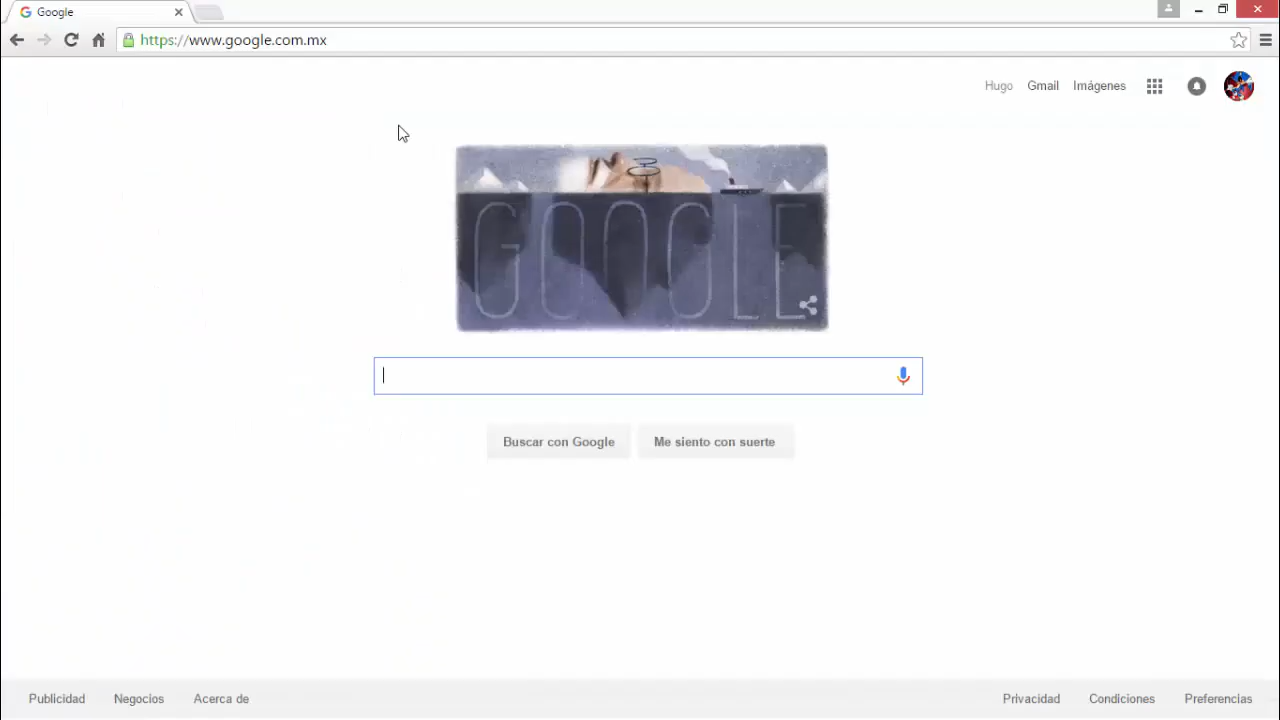 Google
https://www.google.com.mx
Hugo Gmail Imágenes
GOOGLE
Buscar con Google Me siento con suerte
Publicidad Negocios Acerca de Privacidad Condiciones Preferencias